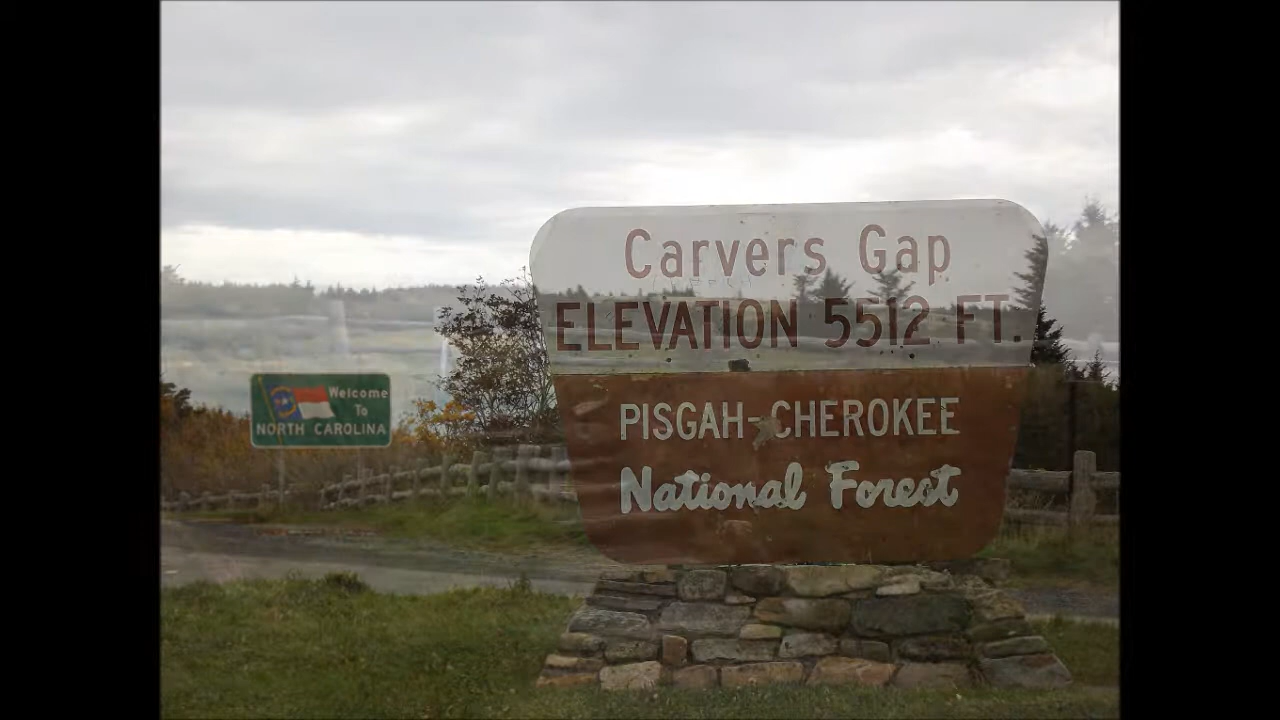 Carvers Gap
ELEVATION 5512 FT.
PISGAH-CHEROKEE
National Forest
Welcome
To
NORTH CAROLINA